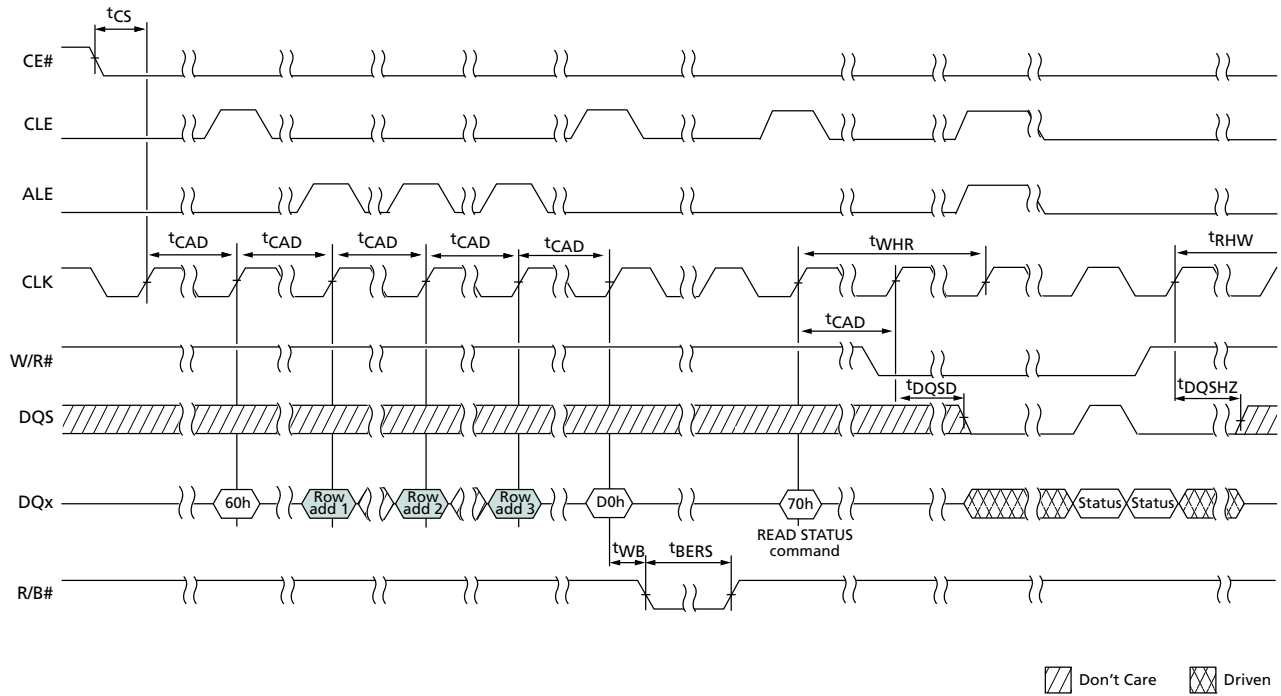 tCS
CE#
CLE
ALE
tCAD
tCAD
tCAD
tCAD
tCAD
tWHR
tRHW
CLK
tCAD
W/R#
tDQSD
tDQSHZ
DQS
DQx
60h
Row
add 1
Row
add 2
Row
add 3
D0h
70h
Status
Status
READ STATUS
command
tWB
tBERS
R/B#
Don't Care
Driven